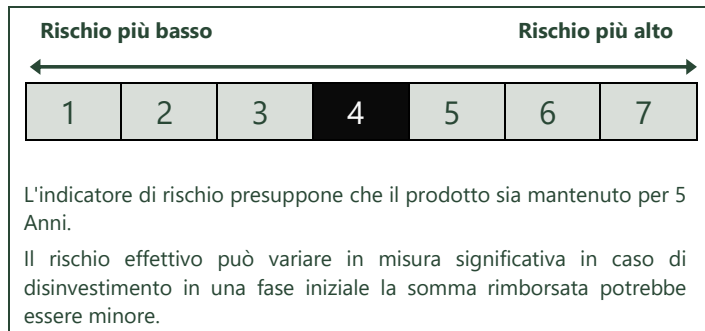 Rischio più basso Rischio più alto
1 2 3 4 5 6 7
L'indicatore di rischio presuppone che il prodotto sia mantenuto per 5
Anni.
Il rischio effettivo può variare in misura significativa in caso di
disinvestimento in una fase iniziale la somma rimborsata potrebbe
essere minore.